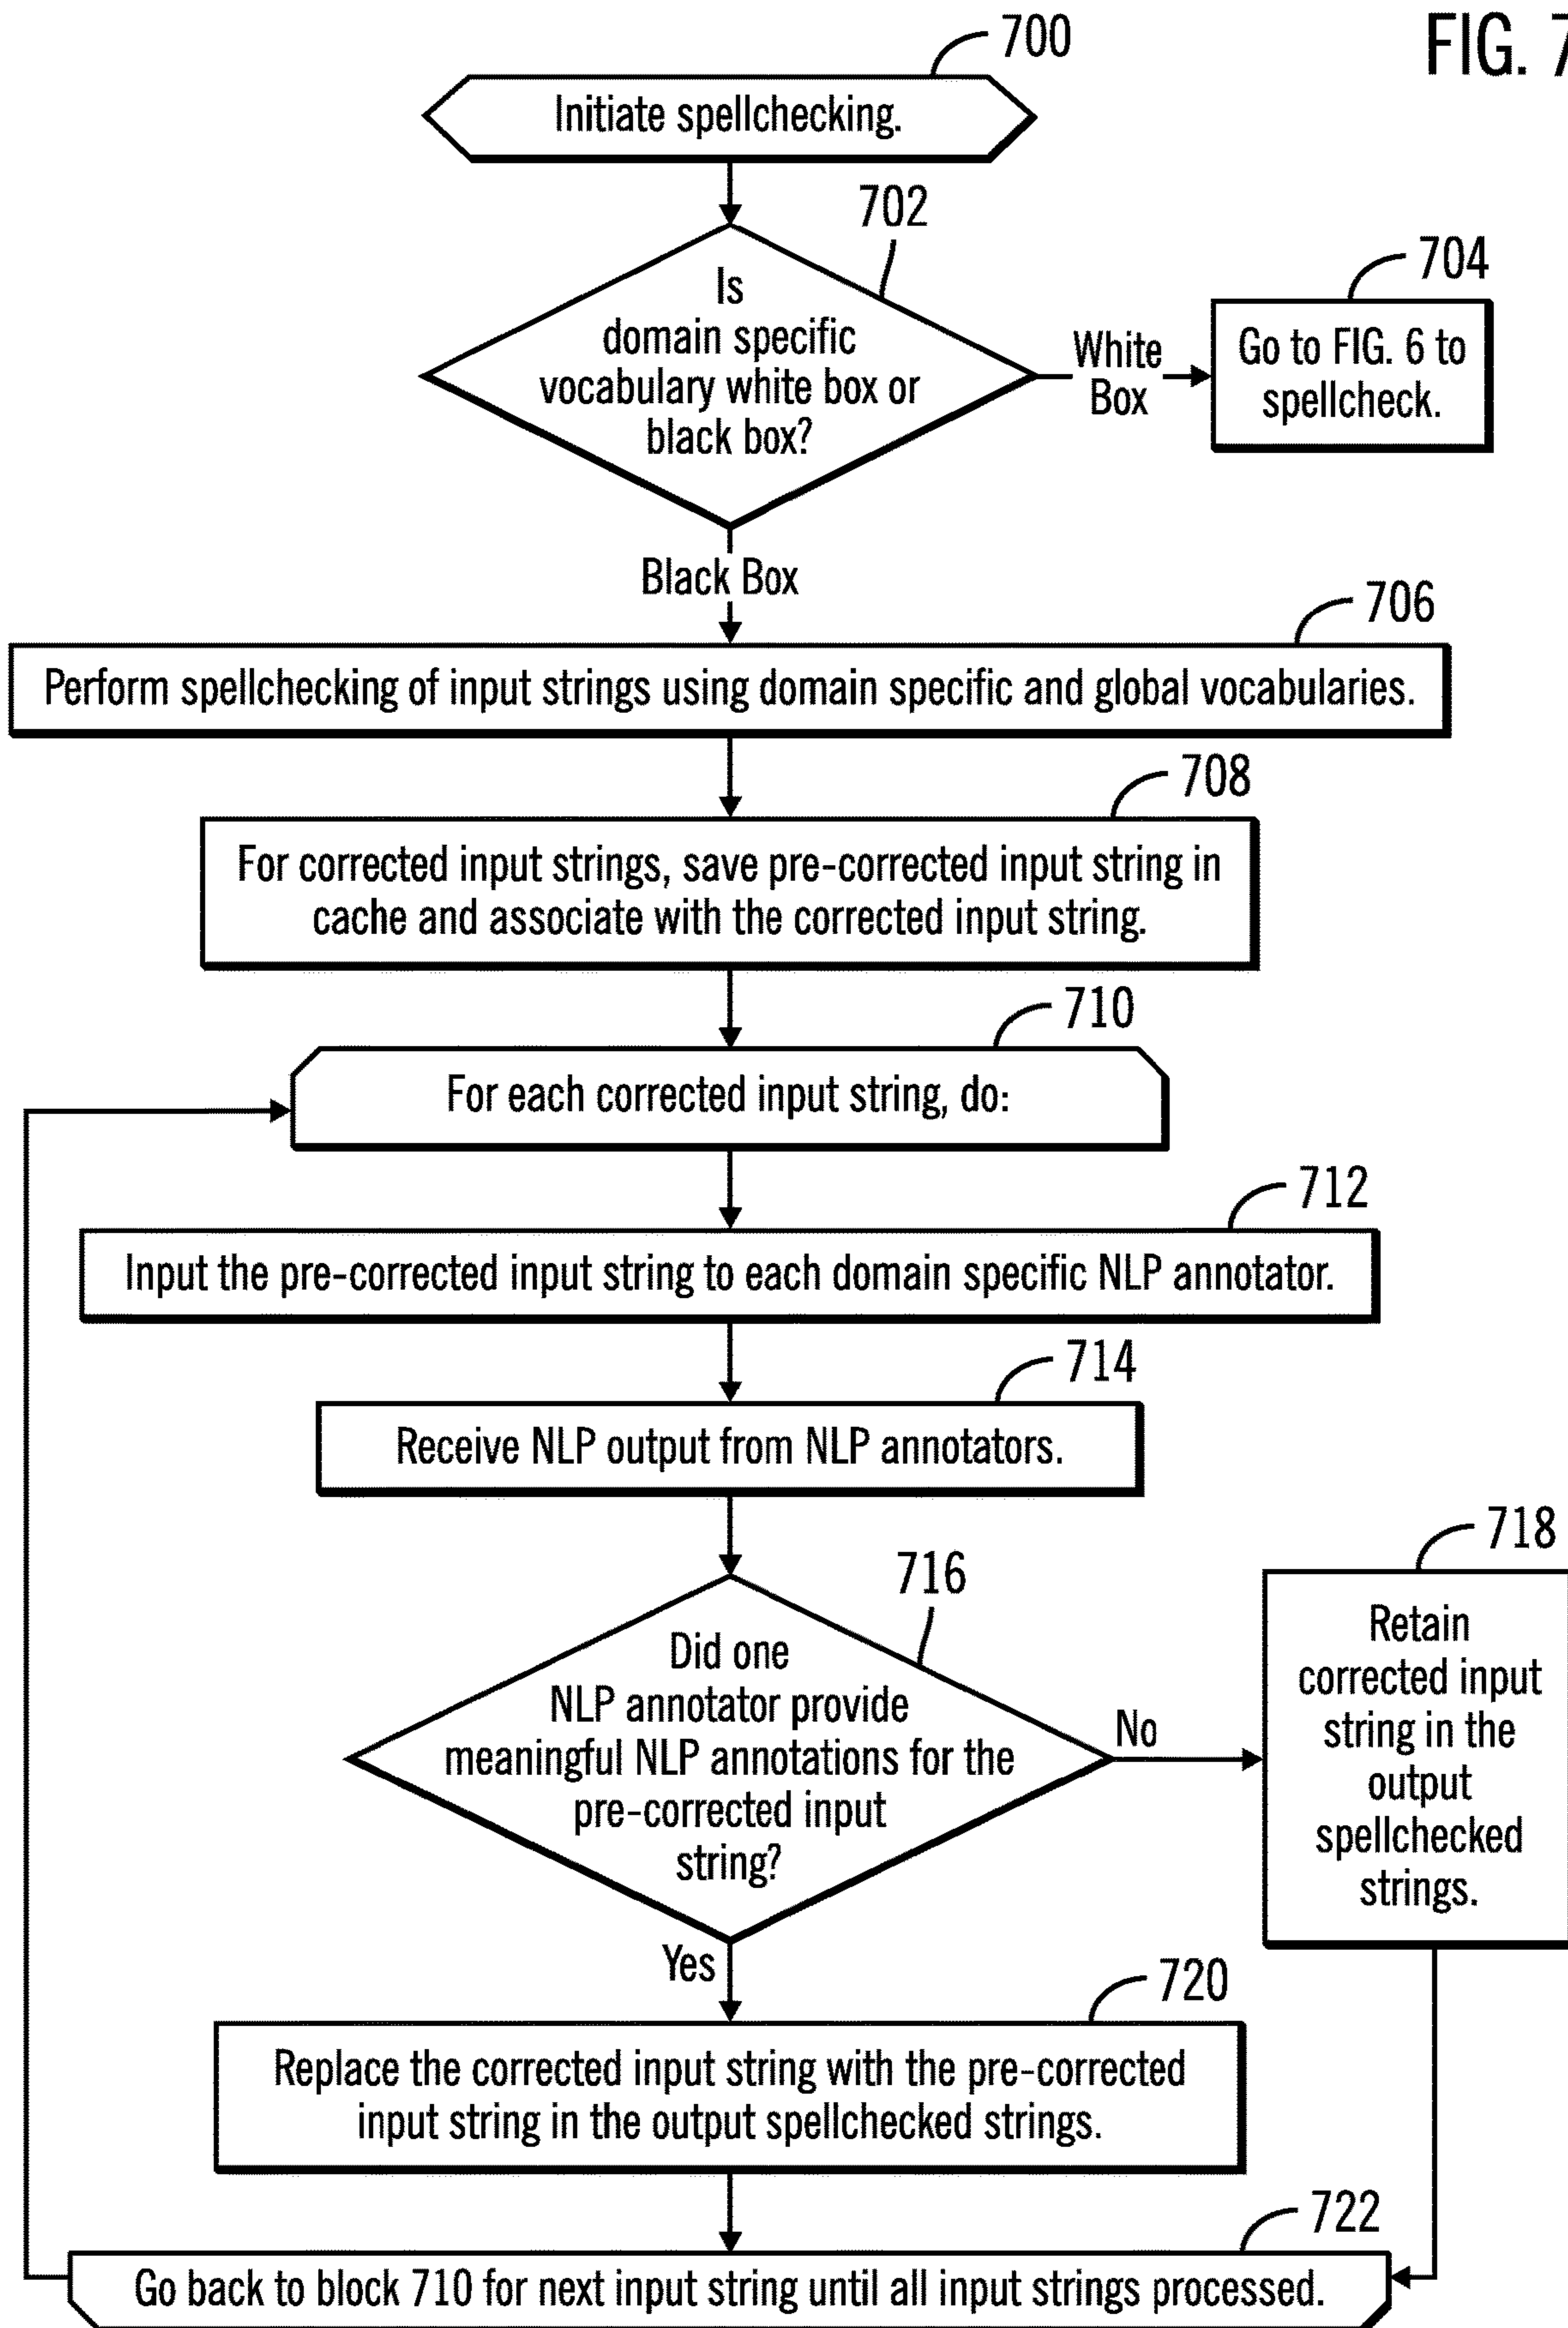 FIG. 7
700
Initiate spellchecking.
702
Is
domain specific
vocabulary white box or
black box?
White
Box
704
Go to FIG. 6 to
spellcheck.
Black Box
706
Perform spellchecking of input strings using domain specific and global vocabularies.
708
For corrected input strings, save pre-corrected input string in
cache and associate with the corrected input string.
710
For each corrected input string, do:
712
Input the pre-corrected input string to each domain specific NLP annotator.
714
Receive NLP output from NLP annotators.
716
Did one
NLP annotator provide
meaningful NLP annotations for the
pre-corrected input
string?
No
718
Retain
corrected input
string in the
output
spellchecked
strings.
Yes
720
Replace the corrected input string with the pre-corrected
input string in the output spellchecked strings.
722
Go back to block 710 for next input string until all input strings processed.